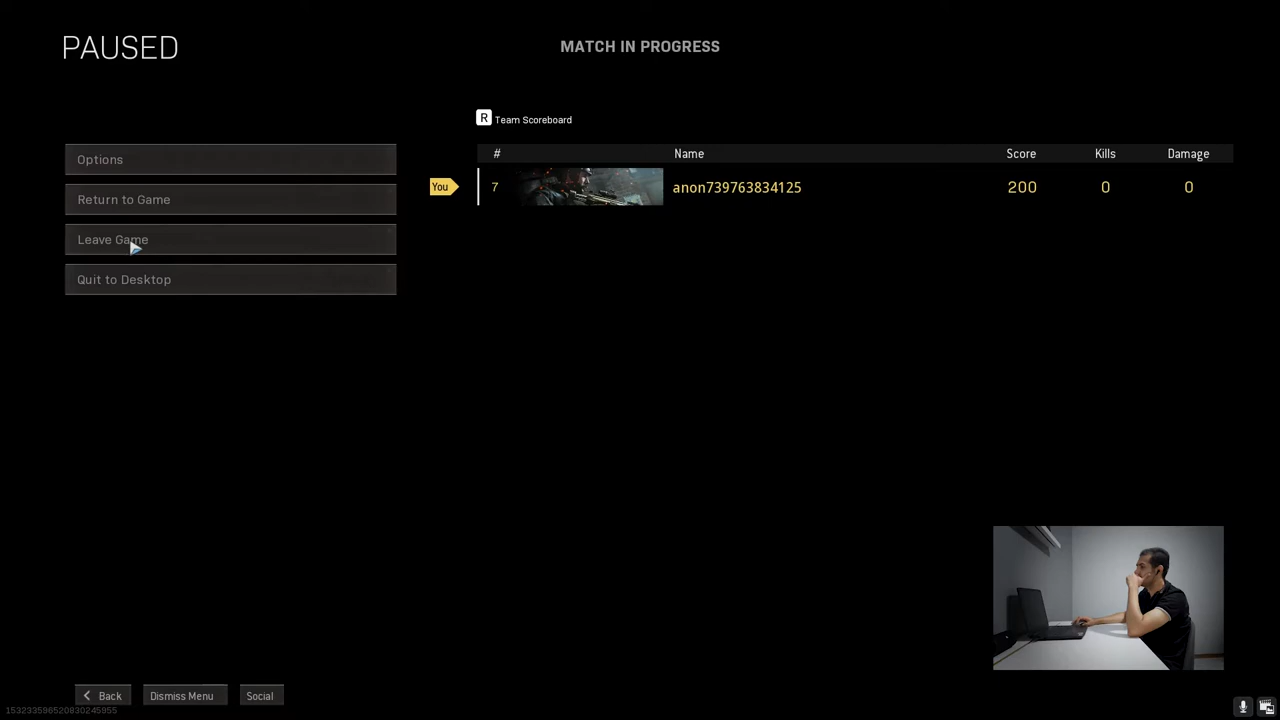 PAUSED
MATCH IN PROGRESS
R Team Scoreboard
# Name Score Kills Damage
You 7 anon739763834125 200 0 0
Options
Return to Game
Leave Game
Quit to Desktop
Back Dismiss Menu Social